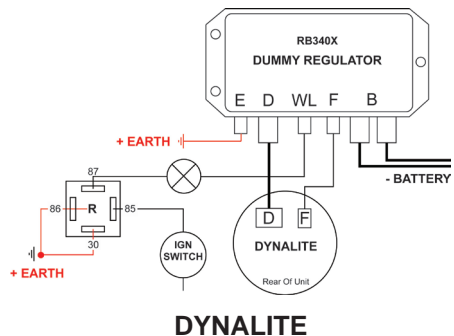 RB340X
DUMMY REGULATOR
E D WL F B
+ EARTH
- BATTERY
87
86 R 85
30
+ EARTH
IGN
SWITCH
D F
DYNALITE
Rear Of Unit
DYNALITE